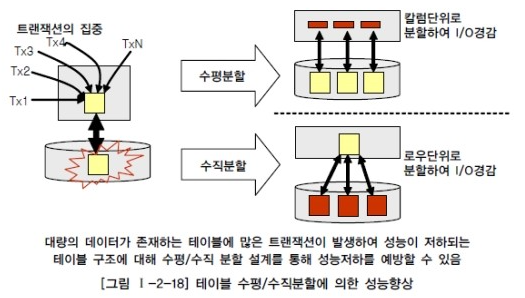 트랜잭션의 집중
Tx4
TxN
Tx3
Tx2
Tx1
수평분할
칼럼단위로
분할하여 I/O경감
수직분할
로우단위로
분할하여 I/O경감
대량의 데이터가 존재하는 테이블에 많은 트랜잭션이 발생하여 성능이 저하되는
테이블 구조에 대해 수평/수직 분할 설계를 통해 성능저하를 예방할 수 있음
[그림 Ⅰ-2-18] 테이블 수평/수직분할에 의한 성능향상